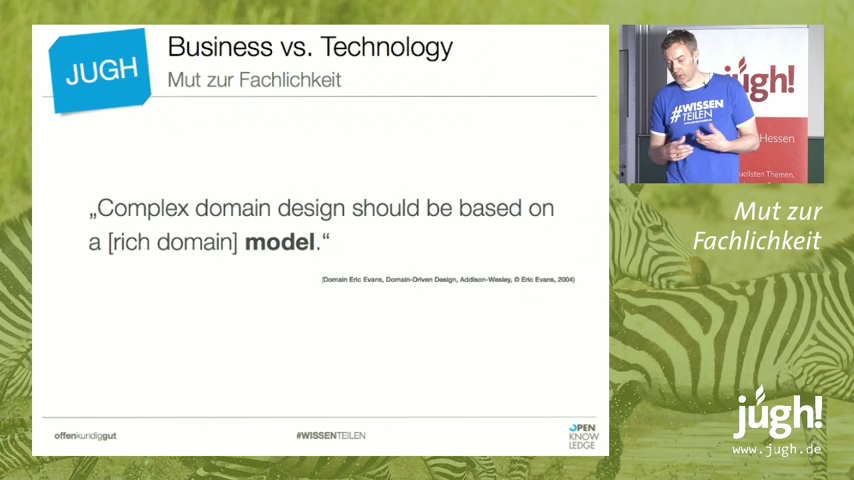 JUGH
Business vs. Technology
Mut zur Fachlichkeit
„Complex domain design should be based on
a [rich domain] model.“
(Domain Eric Evans, Domain-Driven Design, Addison-Wesley, © Eric Evans, 2004)
offenkundiggut
#WISSENTEILEN
OPEN
KNOW
LEDGE
jugh!
#WISSEN
TEILEN
Hessen
Themen,
Mut zur
Fachlichkeit
jugh!
www.jugh.de